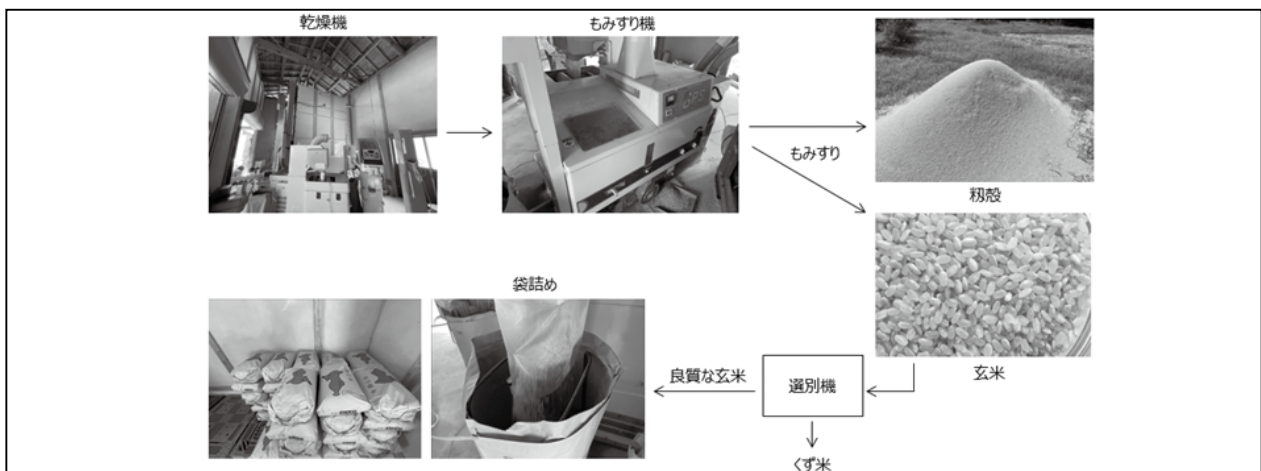 乾燥機
もみすり機
もみすり
籾殻
玄米
選別機
くず米
良質な玄米
袋詰め